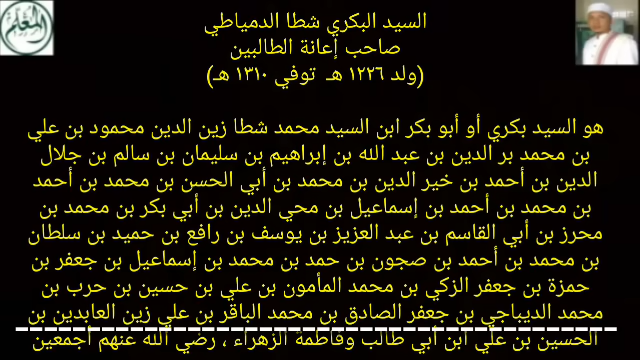 المعلم
السيد البكري شطا الدمياطي
صاحب إعانة الطالبين
(ولد ١٢٢٦ هـ توفي ١٣١٠ هـ)
هو السيد بكري أو أبو بكر ابن السيد محمد شطا زين الدين محمود بن علي
بن محمد بر الدين بن عبد الله بن إبراهيم بن سليمان بن سالم بن جلال
الدين بن أحمد بن خير الدين بن محمد بن أبي الحسن بن محمد بن أحمد
بن محمد بن أحمد بن إسماعيل بن محي الدين بن أبي بكر بن محمد بن
محرز بن أبي القاسم بن عبد العزيز بن يوسف بن رافع بن حميد بن سلطان
بن محمد بن أحمد بن صجون بن حمد بن محمد بن إسماعيل بن جعفر بن
حمزة بن جعفر الزكي بن محمد المأمون بن علي بن حسين بن حرب بن
محمد الديباجي بن جعفر الصادق بن محمد الباقر بن علي زين العابدين بن
الحسين بن علي ابن أبي طالب وفاطمة الزهراء ، رضي الله عنهم أجمعين